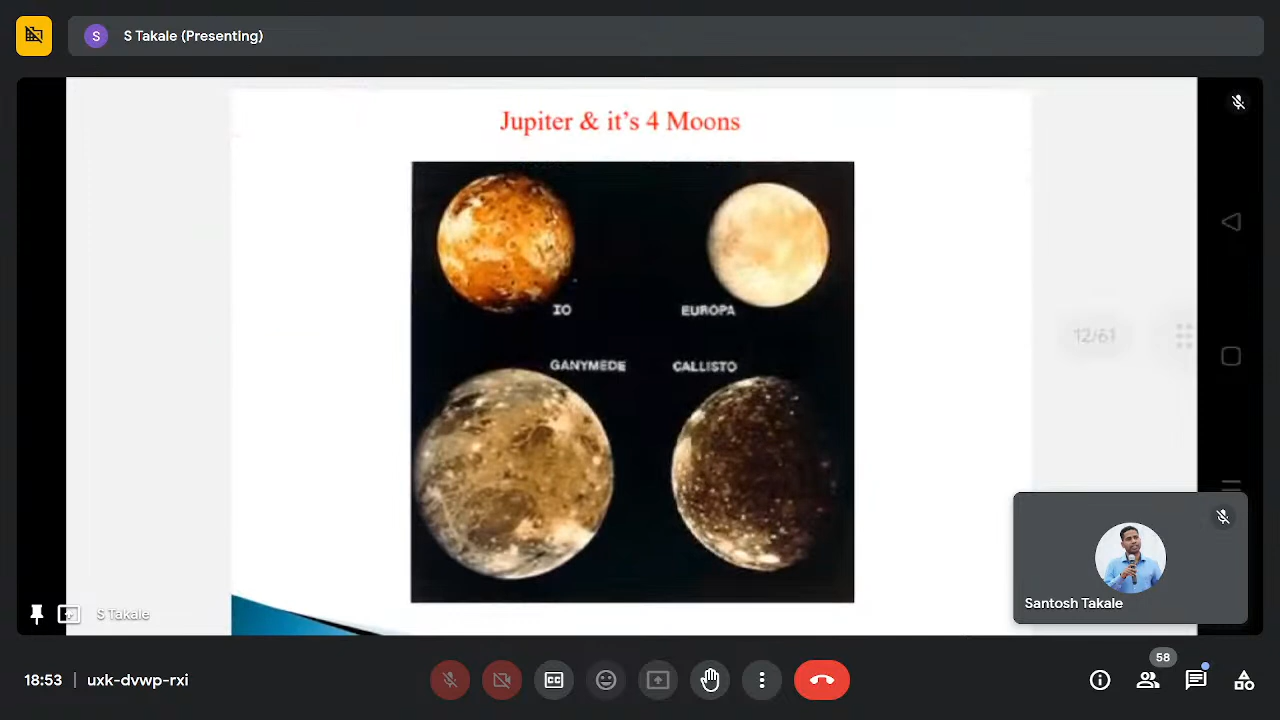 S
S Takale (Presenting)
Jupiter & it's 4 Moons
IO
EUROPA
12/61
GANYMEDE
CALLISTO
S Takale
Santosh Takale
18:53
uxk-dvwp-rxi
CC
58